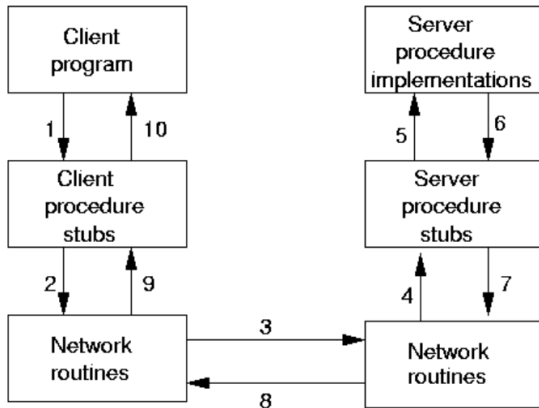 Client
program
Server
procedure
implementations
1
10
5
6
Client
procedure
stubs
Server
procedure
stubs
2
9
4
7
3
Network
routines
Network
routines
8